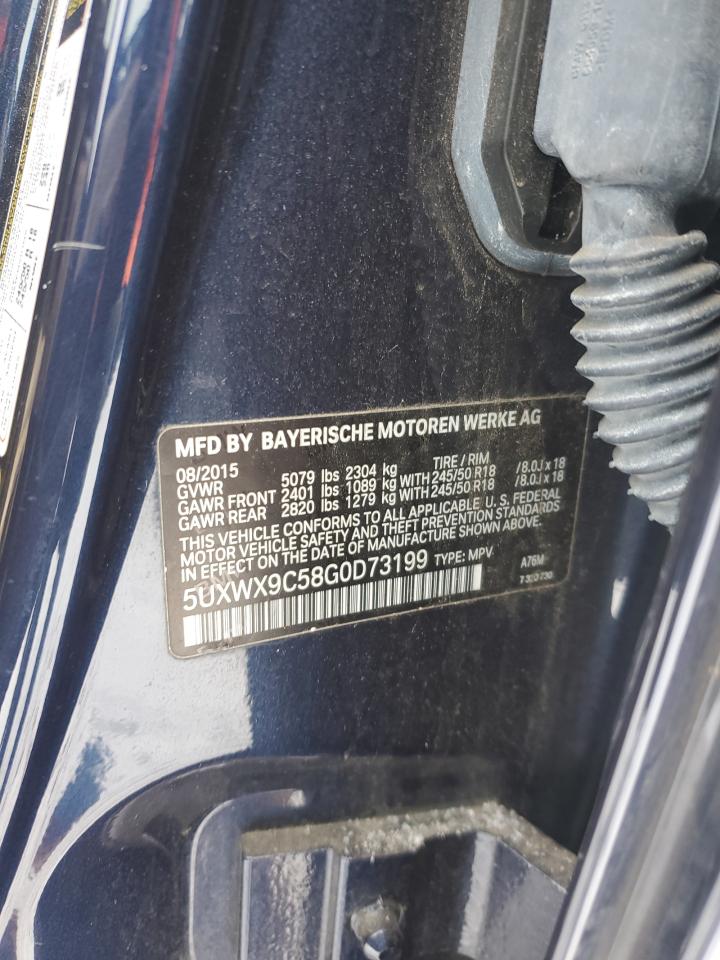 MFD BY BAYERISCHE MOTOREN WERKE AG
08/2015 TIRE / RIM
GVWR 5079 lbs 2304 kg
GAWR FRONT 2401 lbs 1089 kg WITH 245/50 R18 /8.0J x 18
GAWR REAR 2820 lbs 1279 kg WITH 245/50 R18 /8.0J x 18
THIS VEHICLE CONFORMS TO ALL APPLICABLE U. S. FEDERAL
MOTOR VEHICLE SAFETY AND THEFT PREVENTION STANDARDS
IN EFFECT ON THE DATE OF MANUFACTURE SHOWN ABOVE.
5UXWX9C58G0D73199 TYPE: MPV A76M